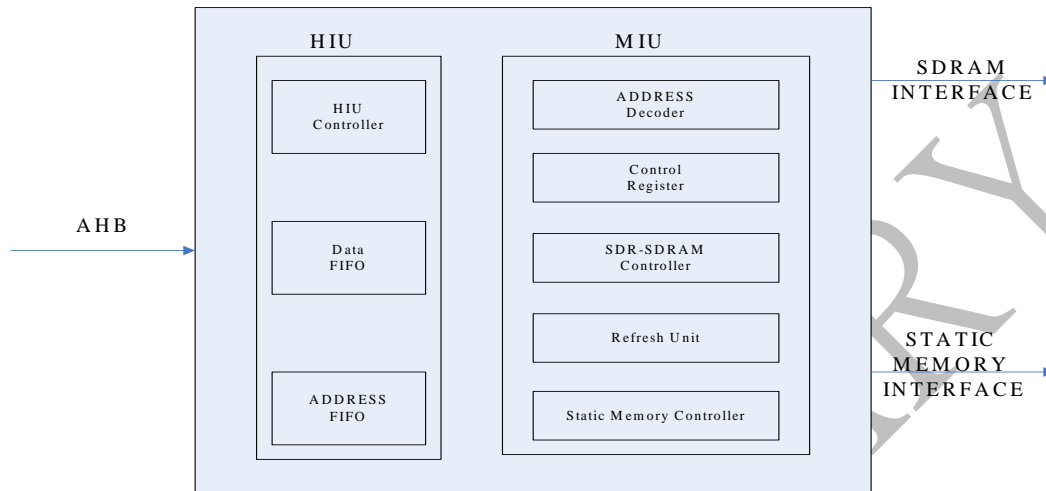 HIU
MIU
HIU
Controller
Data
FIFO
ADDRESS
FIFO
ADDRESS
Decoder
Control
Register
SDR-SDRAM
Controller
Refresh Unit
Static Memory Controller
AHB
SDRAM
INTERFACE
STATIC
MEMORY
INTERFACE
RY